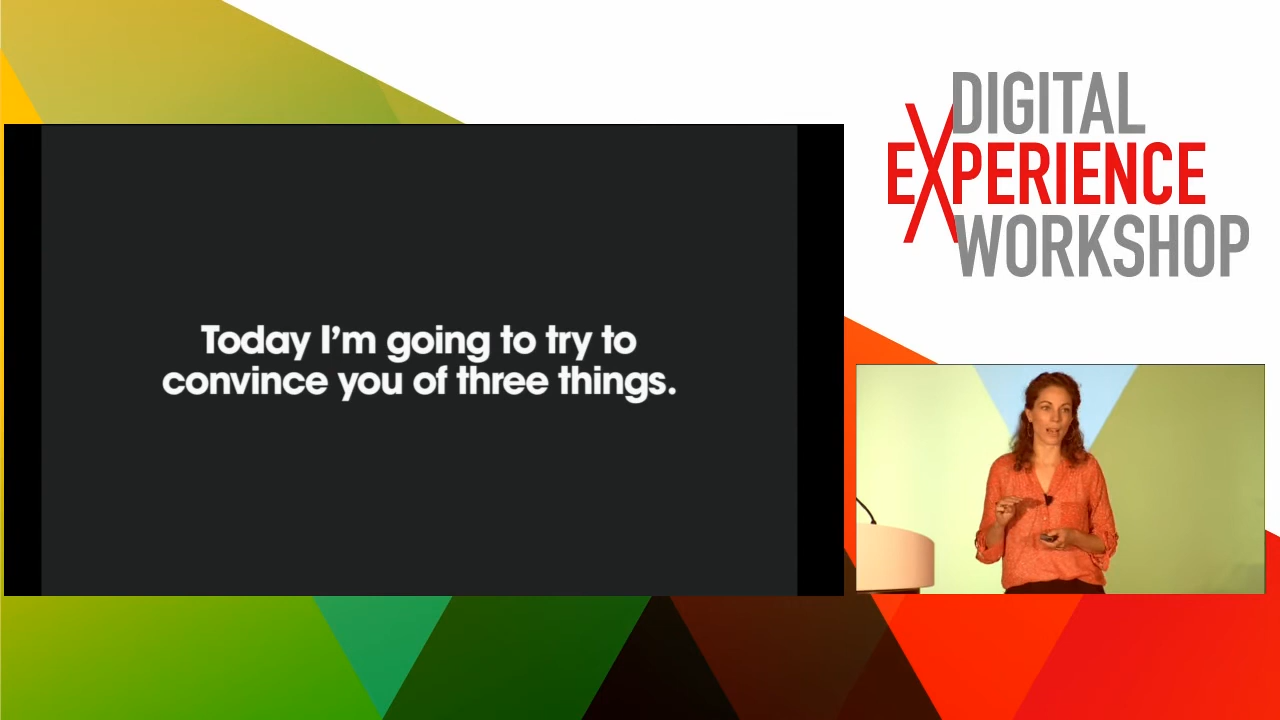 Today I'm going to try to
convince you of three things.
DIGITAL
EXPERIENCE
WORKSHOP